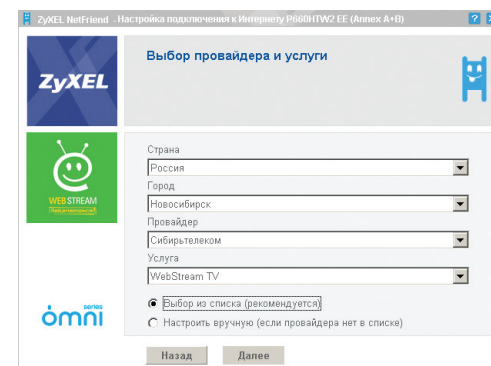 ZyXEL NetFriend - Настройка подключения к Интернету P660HTW2 EE (Annex A+B)
ZyXEL
Выбор провайдера и услуги
WEBSTREAM
Страна
Россия
Город
Новосибирск
Провайдер
Сибирьтелеком
Услуга
WebStream TV
Выбор из списка (рекомендуется)
Настроить вручную (если провайдера нет в списке)
omni series
Назад
Далее